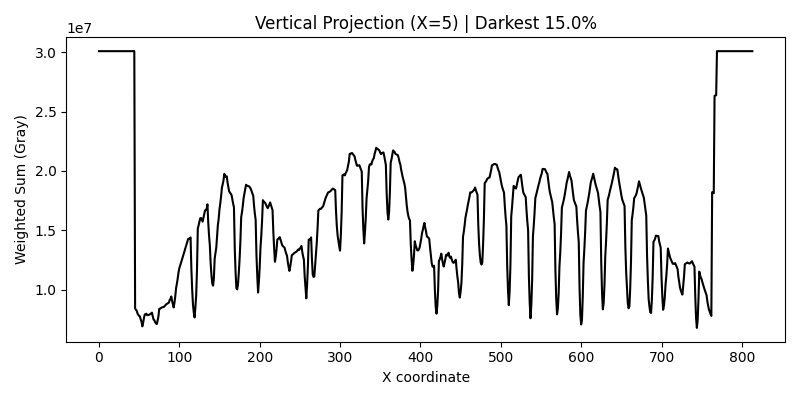 Vertical Projection (X=5) | Darkest 15.0%
1e7
3.0
2.5
2.0
1.5
1.0
Weighted Sum (Gray)
0 100 200 300 400 500 600 700 800
X coordinate